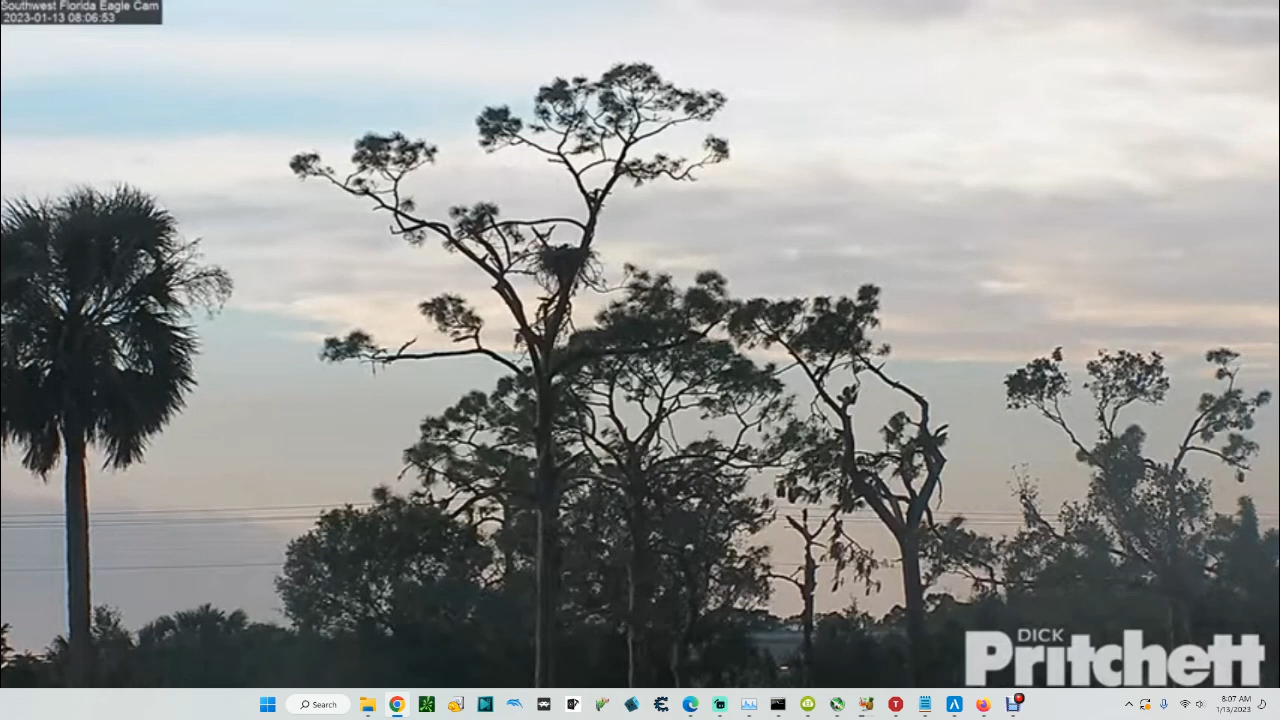 Southwest Florida Eagle Cam
2023-01-13 08:06:53
DICK
Pritchett
Search
8:07 AM
1/13/2023